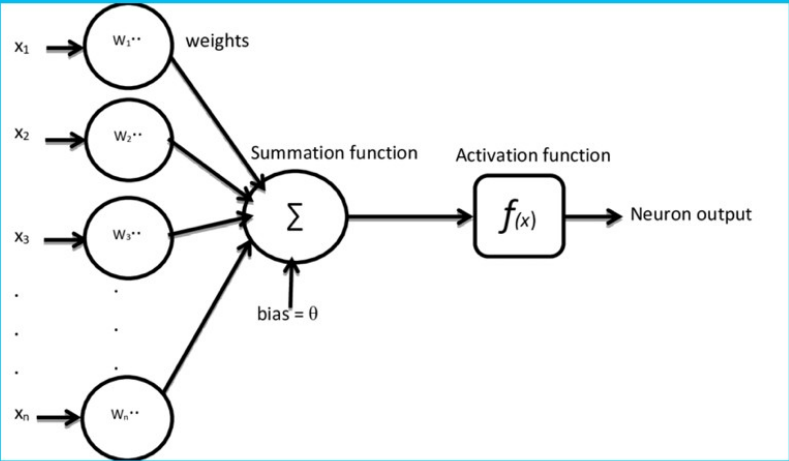 x₁
W₁..
weights
x₂
W₂..
Summation function
Activation function
x₃
W₃..
Σ
f(x)
Neuron output
bias = θ
.
.
.
.
.
.
xₙ
Wₙ..